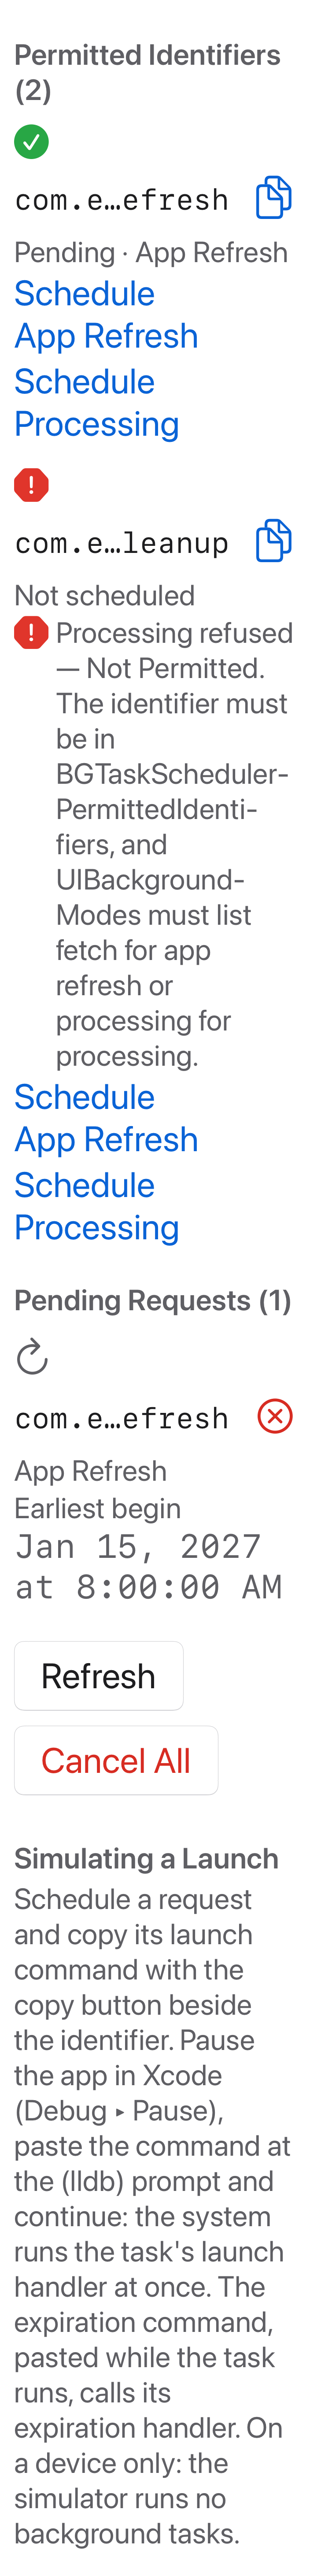 Permitted Identifiers
(2)
com.e…efresh
Pending · App Refresh
Schedule
App Refresh
Schedule
Processing
com.e…leanup
Not scheduled
Processing refused
— Not Permitted.
The identifier must
be in
BGTaskScheduler-
PermittedIdenti-
fiers, and
UIBackground-
Modes must list
fetch for app
refresh or
processing for
processing.
Schedule
App Refresh
Schedule
Processing
Pending Requests (1)
com.e…efresh
App Refresh
Earliest begin
Jan 15, 2027
at 8:00:00 AM
Refresh
Cancel All
Simulating a Launch
Schedule a request
and copy its launch
command with the
copy button beside
the identifier. Pause
the app in Xcode
(Debug ▸ Pause),
paste the command at
the (lldb) prompt and
continue: the system
runs the task's launch
handler at once. The
expiration command,
pasted while the task
runs, calls its
expiration handler. On
a device only: the
simulator runs no
background tasks.